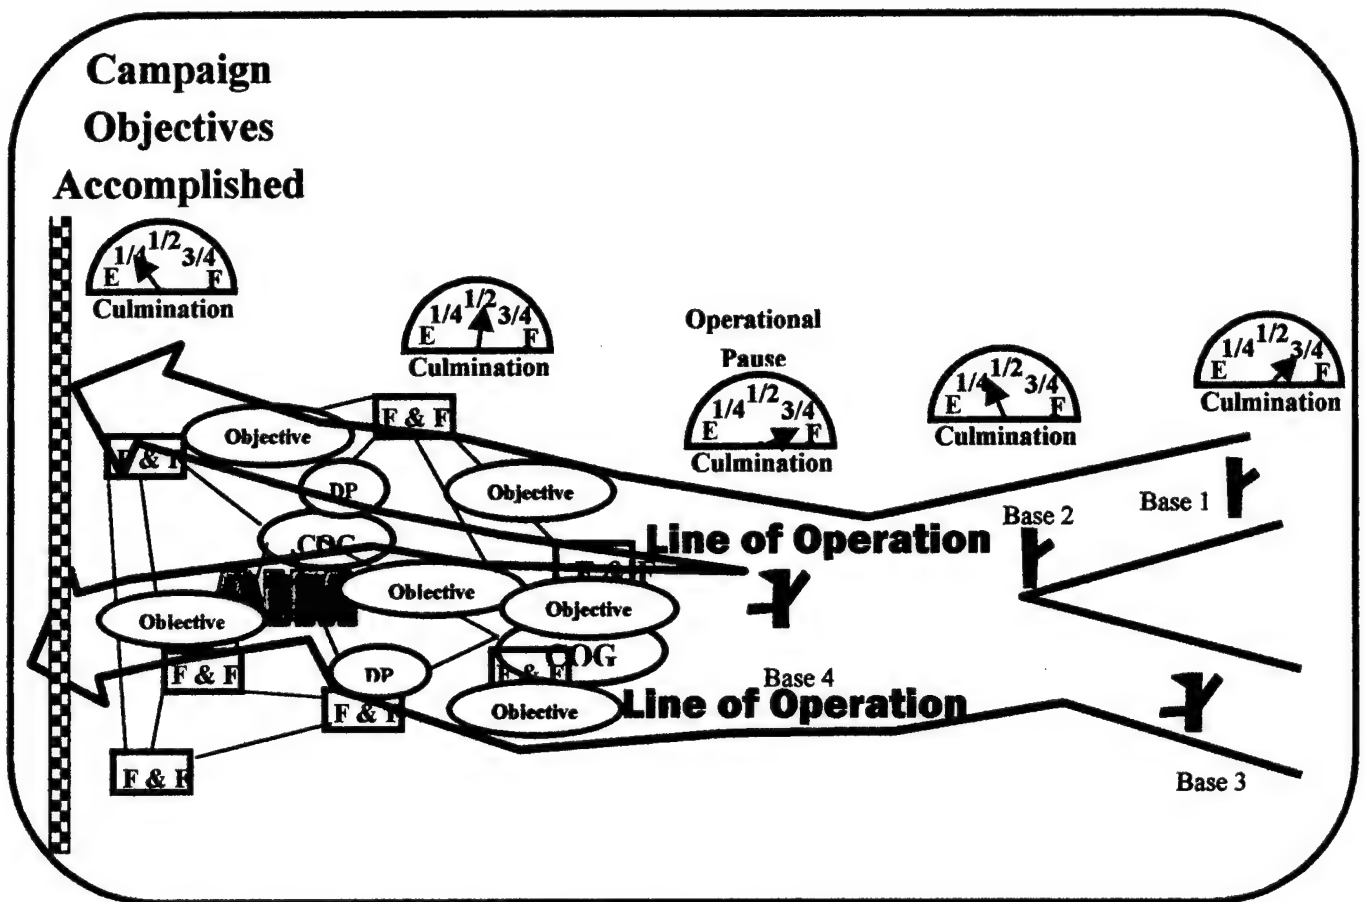 Campaign
Objectives
Accomplished
E 1/4 1/2 3/4 F
Culmination
E 1/4 1/2 3/4 F
Culmination
Operational
Pause
E 1/4 1/2 3/4 F
Culmination
E 1/4 1/2 3/4 F
Culmination
E 1/4 1/2 3/4 F
Culmination
F & F
Objective
F & F
DP
Objective
COG
Line of Operation
Base 2
Base 1
F & F
Objective
Objective
Objective
COG
F & F
F & F
DP
Base 4
F & F
Objective
Line of Operation
F & F
Base 3